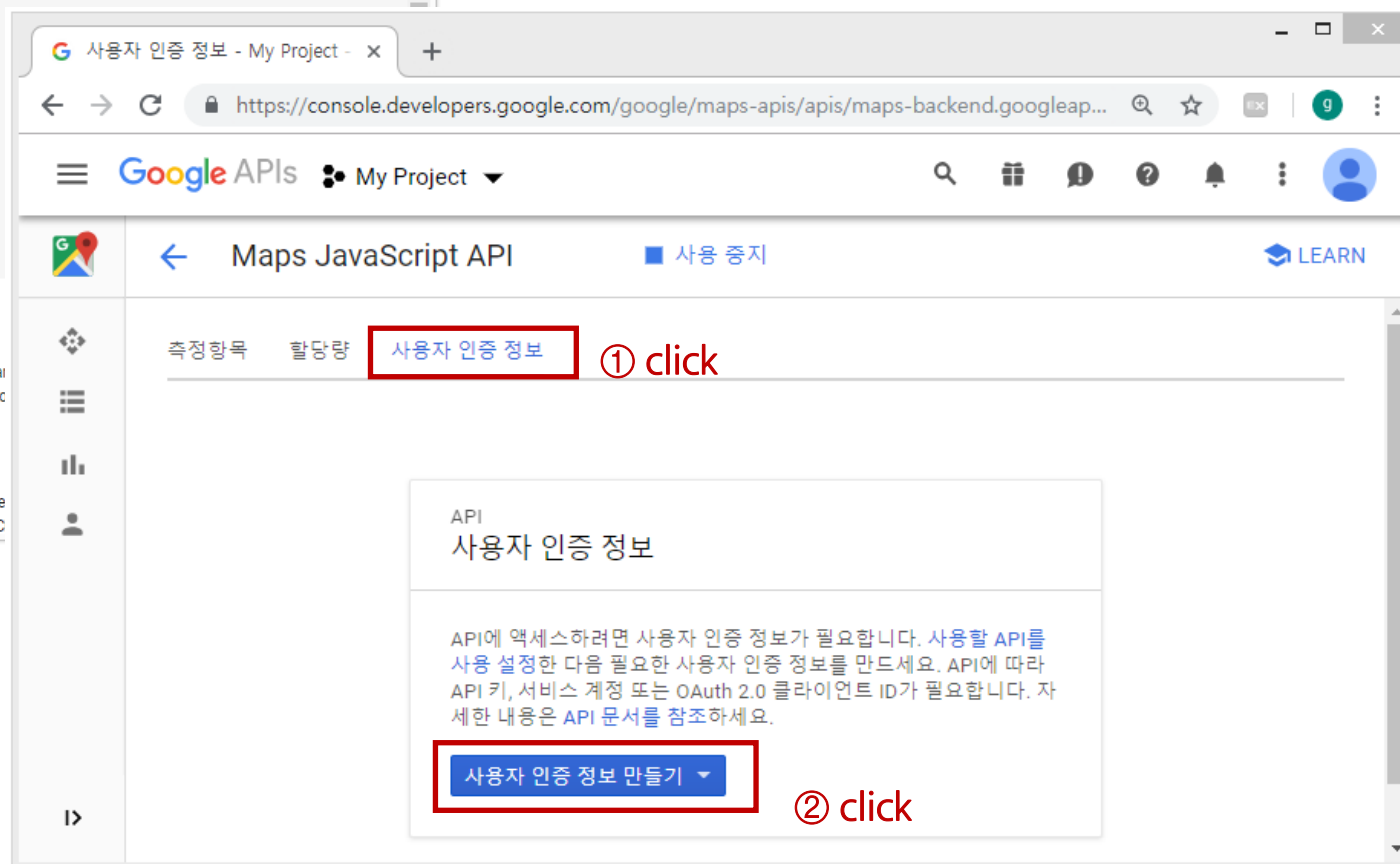 사용자 인증 정보 - My Project -
https://console.developers.google.com/google/maps-apis/apis/maps-backend.googleap...
EX
g
Google APIs My Project
G
Maps JavaScript API
사용 중지
LEARN
측정항목
할당량
사용자 인증 정보
① click
API
사용자 인증 정보
API에 액세스하려면 사용자 인증 정보가 필요합니다. 사용할 API를
사용 설정한 다음 필요한 사용자 인증 정보를 만드세요. API에 따라
API 키, 서비스 계정 또는 OAuth 2.0 클라이언트 ID가 필요합니다. 자
세한 내용은 API 문서를 참조하세요.
사용자 인증 정보 만들기
② click